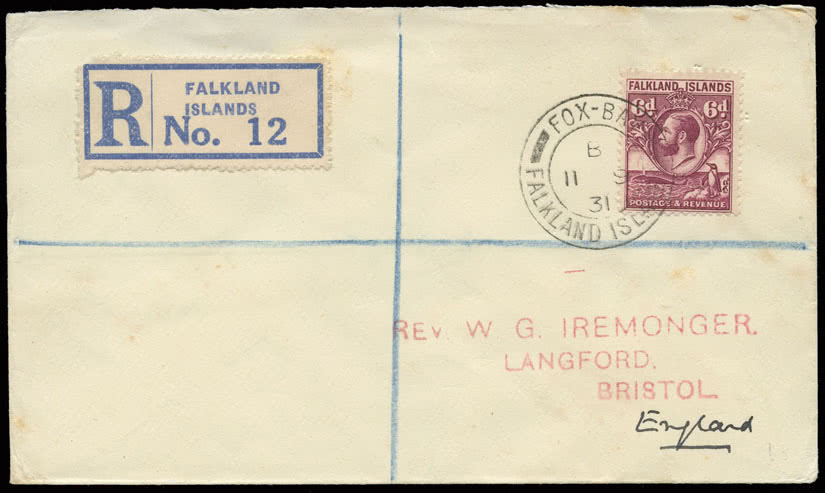 R
FALKLAND
ISLANDS
No. 12
FALKLAND ISLANDS
6d 6d
POSTAGE & REVENUE
FOX-BA
B
11 S
31
FALKLAND ISL
REV. W. G. IREMONGER.
LANGFORD.
BRISTOL.
England